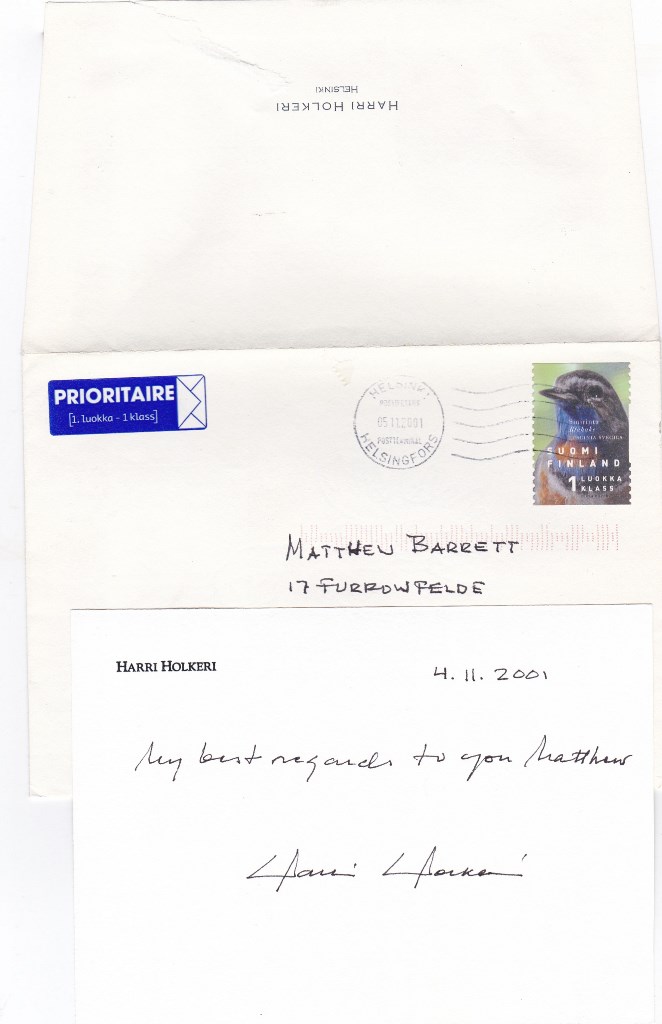 HARRI HOLKERI
HELSINKI
PRIORITAIRE
[1. luokka - 1 klass]
HELSINKI
05 11.2001
HELSINGFORS
SUOMI
FINLAND
1 LUOKKA
KLASS
MATTHEW BARRETT
17 FURROWFELDE
HARRI HOLKERI
4. 11. 2001
My best regards to you Matthew
Harri Holkeri